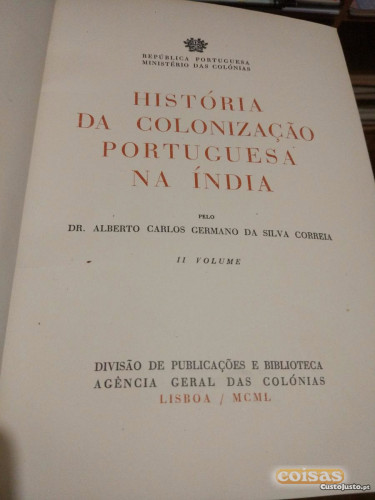 REPÚBLICA PORTUGUESA
MINISTÉRIO DAS COLÓNIAS
HISTÓRIA
DA COLONIZAÇÃO
PORTUGUESA
NA ÍNDIA
PELO
DR. ALBERTO CARLOS GERMANO DA SILVA CORREIA
II VOLUME
DIVISÃO DE PUBLICAÇÕES E BIBLIOTECA
AGÊNCIA GERAL DAS COLÓNIAS
LISBOA / MCML
coisas
CustoJusto.pt